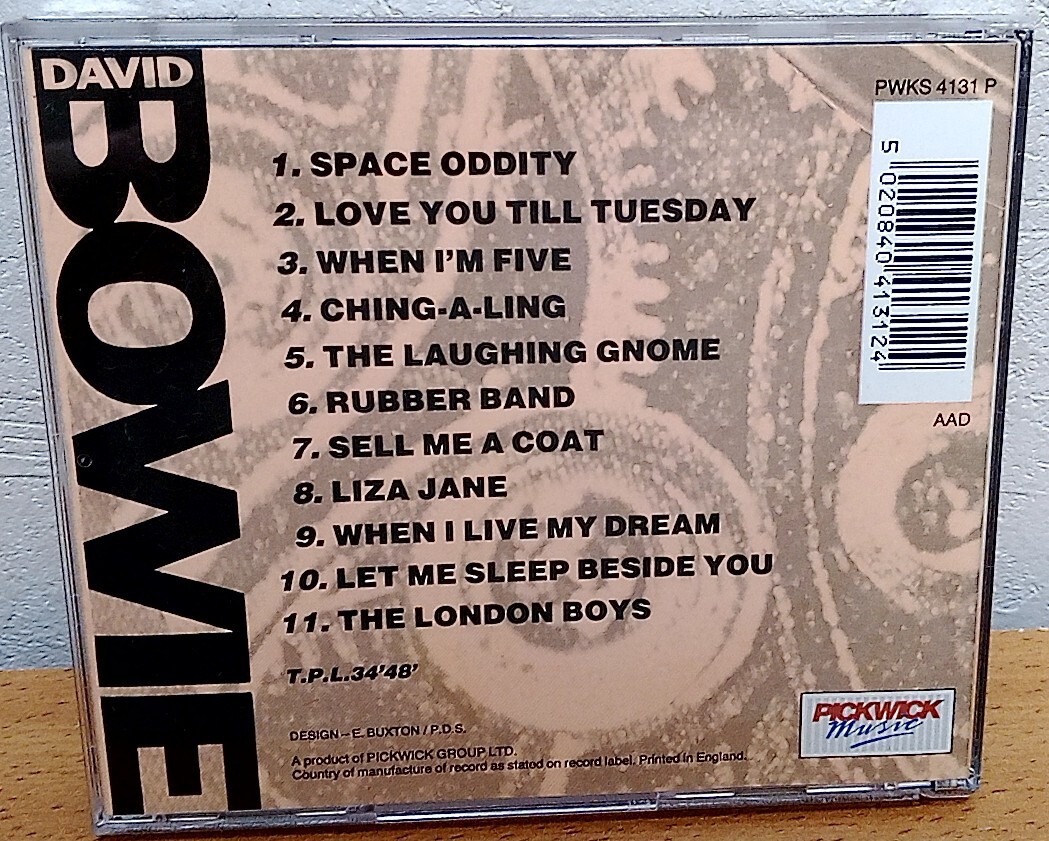 DAVID
BOWIE
PWKS 4131 P
5 020840 413124
AAD
1. SPACE ODDITY
2. LOVE YOU TILL TUESDAY
3. WHEN I'M FIVE
4. CHING-A-LING
5. THE LAUGHING GNOME
6. RUBBER BAND
7. SELL ME A COAT
8. LIZA JANE
9. WHEN I LIVE MY DREAM
10. LET ME SLEEP BESIDE YOU
11. THE LONDON BOYS
T.P.L.34'48'
DESIGN – E. BUXTON / P.D.S.
A product of PICKWICK GROUP LTD.
Country of manufacture of record as stated on record label. Printed in England.
PICKWICK
Music